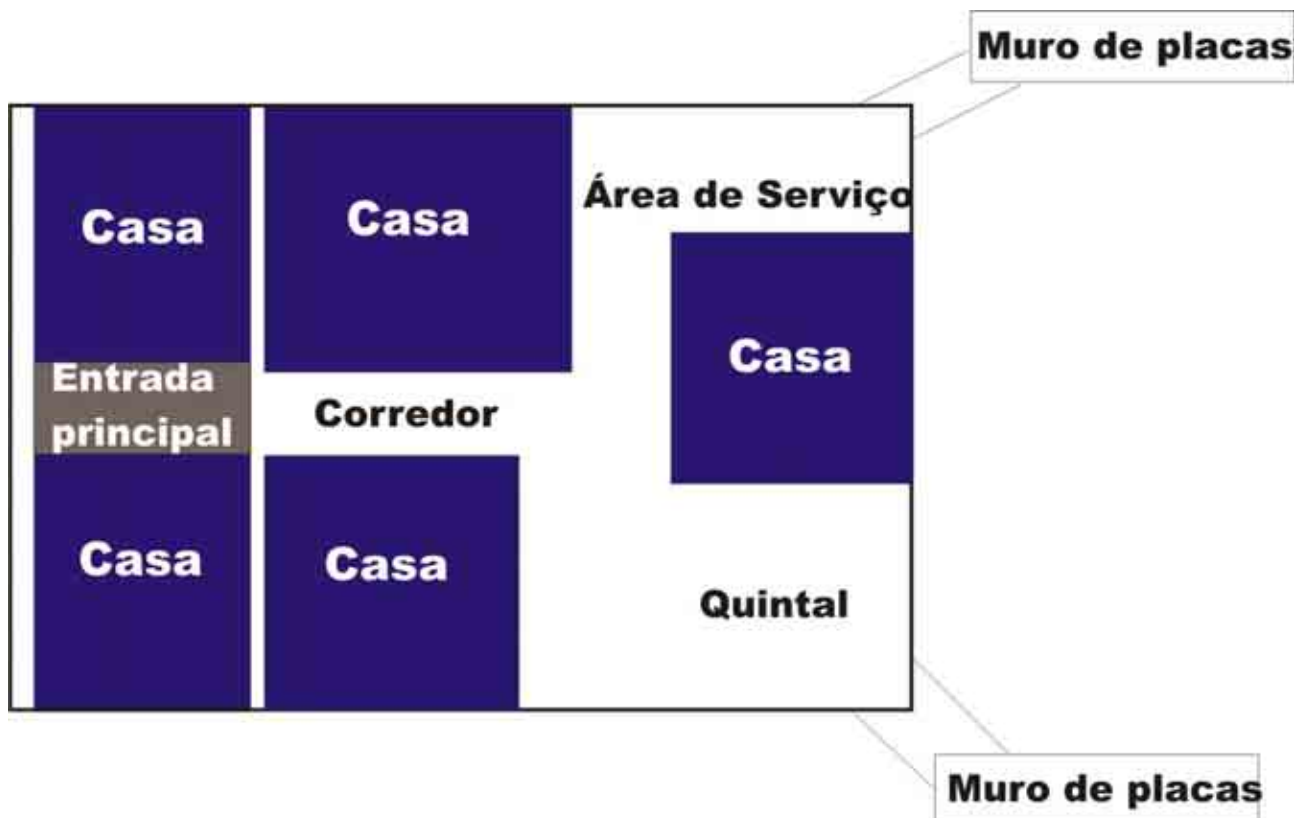 Muro de placas
Casa
Casa
Área de Serviço
Casa
Entrada
principal
Corredor
Casa
Casa
Quintal
Muro de placas